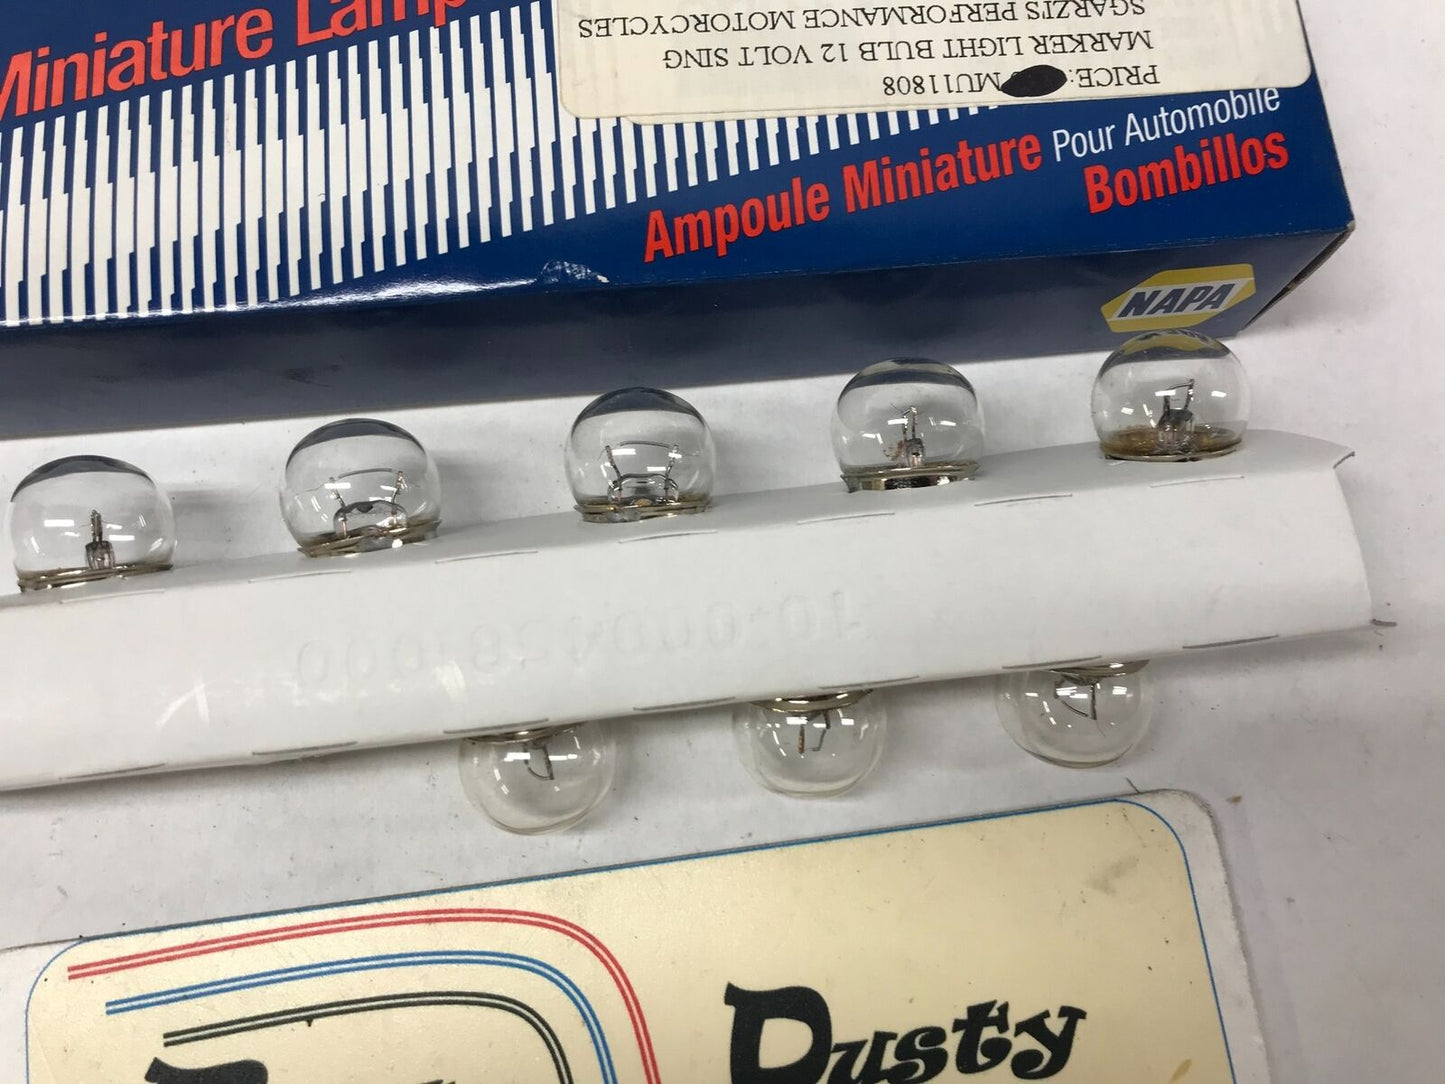 Miniature Lamp
SGARZI'S PERFORMANCE MOTORCYCLES
MARKER LIGHT BULB 12 VOLT SING
PRICE: MU11808
Ampoule Miniature Pour Automobile
Bombillos
NAPA
Dusty